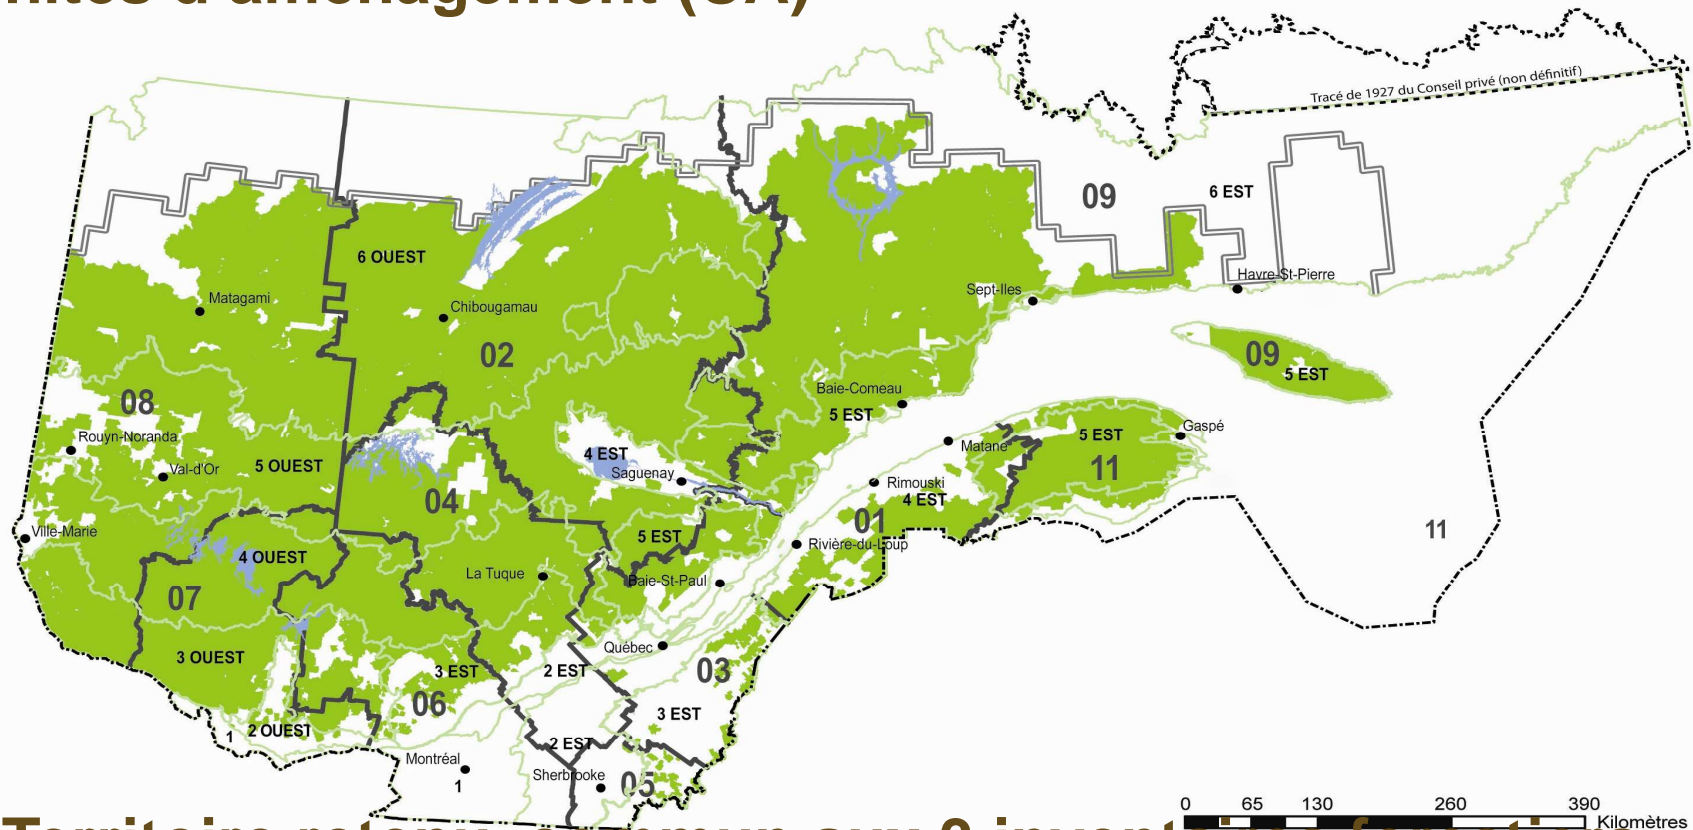 (UA)
Tracé de 1927 du Conseil privé (non définitif)
09
6 EST
6 OUEST
Havre-St-Pierre
Sept-Iles
Matagami
Chibougamau
02
09
5 EST
08
Baie-Comeau
5 EST
Rouyn-Noranda
Gaspé
5 EST
Matane
4 EST
5 OUEST
Val-d'Or
Saguenay
11
Rimouski
4 EST
04
01
11
Ville-Marie
5 EST
Rivière-du-Loup
4 OUEST
La Tuque
Baie-St-Paul
07
Québec
3 OUEST
3 EST
2 EST
03
06
3 EST
2 OUEST
1
2 EST
Montréal
1
Sherbrooke
05
0 65 130 260 390
Kilomètres